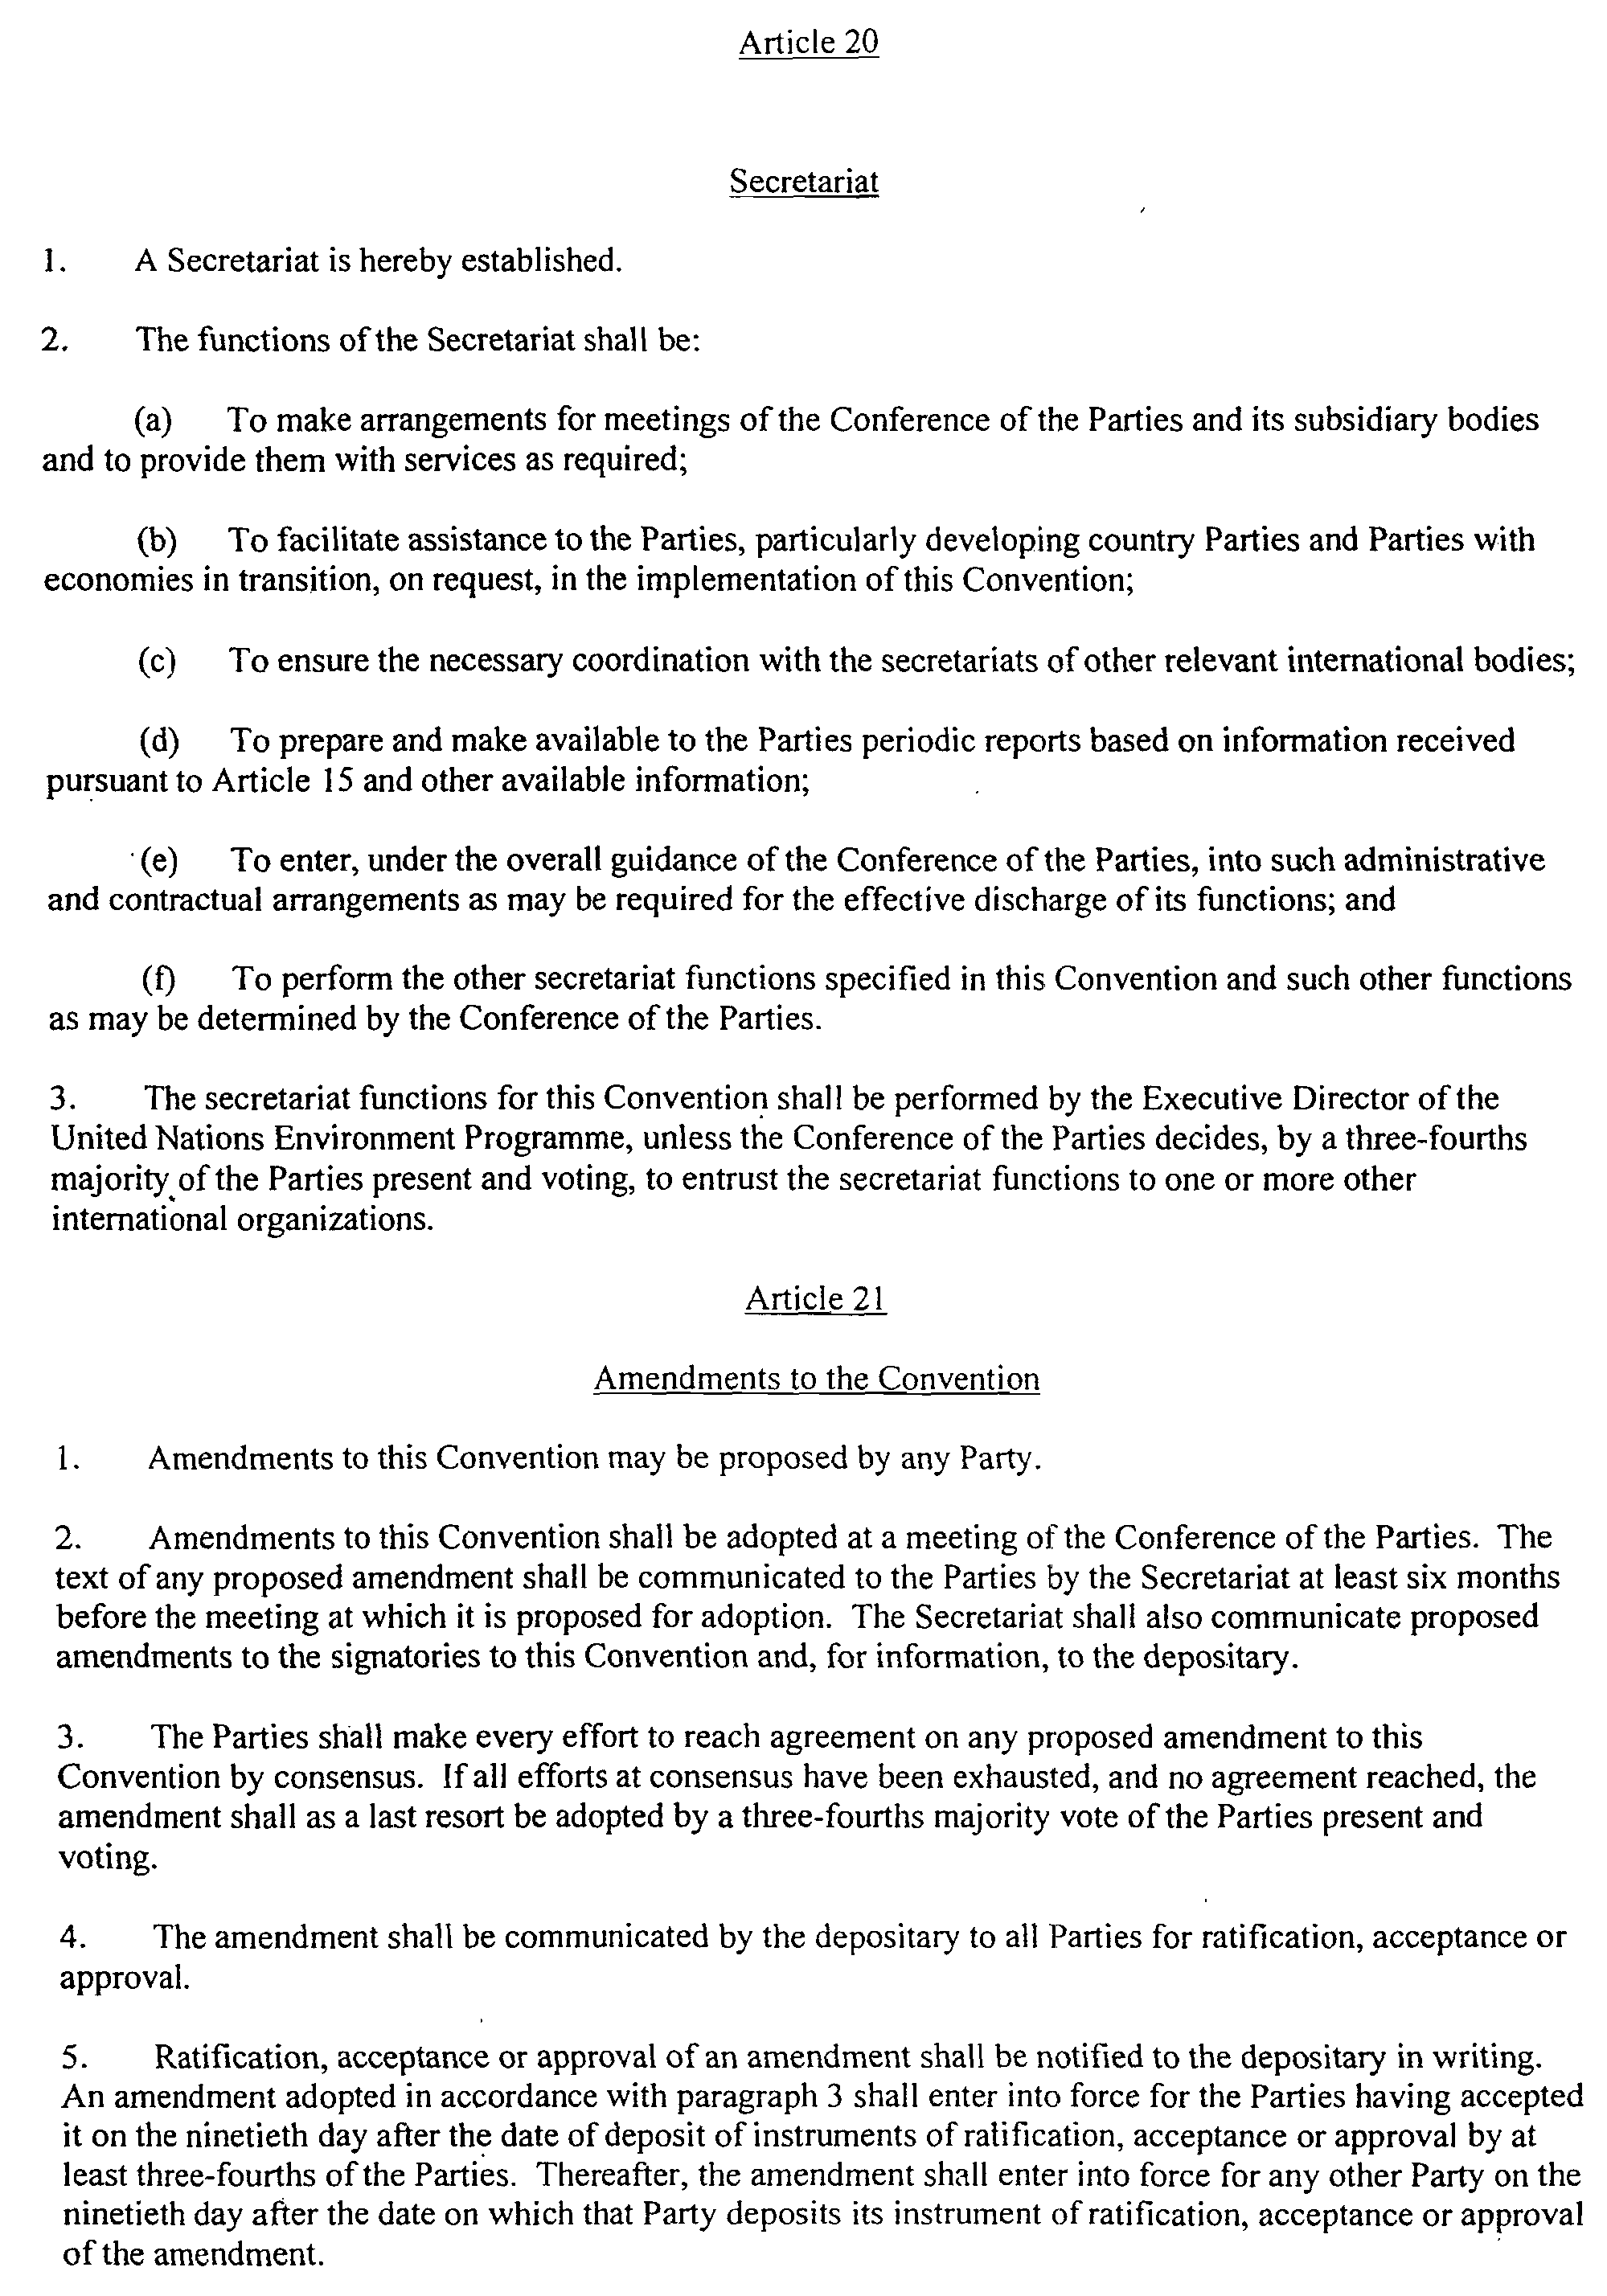 Article 20
Secretariat
1. A Secretariat is hereby established.
2. The functions of the Secretariat shall be:
(a) To make arrangements for meetings of the Conference of the Parties and its subsidiary bodies
and to provide them with services as required;
(b) To facilitate assistance to the Parties, particularly developing country Parties and Parties with
economies in transition, on request, in the implementation of this Convention;
(c) To ensure the necessary coordination with the secretariats of other relevant international bodies;
(d) To prepare and make available to the Parties periodic reports based on information received
pursuant to Article 15 and other available information;
(e) To enter, under the overall guidance of the Conference of the Parties, into such administrative
and contractual arrangements as may be required for the effective discharge of its functions; and
(f) To perform the other secretariat functions specified in this Convention and such other functions
as may be determined by the Conference of the Parties.
3. The secretariat functions for this Convention shall be performed by the Executive Director of the
United Nations Environment Programme, unless the Conference of the Parties decides, by a three-fourths
majority of the Parties present and voting, to entrust the secretariat functions to one or more other
international organizations.
Article 21
Amendments to the Convention
1. Amendments to this Convention may be proposed by any Party.
2. Amendments to this Convention shall be adopted at a meeting of the Conference of the Parties. The
text of any proposed amendment shall be communicated to the Parties by the Secretariat at least six months
before the meeting at which it is proposed for adoption. The Secretariat shall also communicate proposed
amendments to the signatories to this Convention and, for information, to the depositary.
3. The Parties shall make every effort to reach agreement on any proposed amendment to this
Convention by consensus. If all efforts at consensus have been exhausted, and no agreement reached, the
amendment shall as a last resort be adopted by a three-fourths majority vote of the Parties present and
voting.
4. The amendment shall be communicated by the depositary to all Parties for ratification, acceptance or
approval.
5. Ratification, acceptance or approval of an amendment shall be notified to the depositary in writing.
An amendment adopted in accordance with paragraph 3 shall enter into force for the Parties having accepted
it on the ninetieth day after the date of deposit of instruments of ratification, acceptance or approval by at
least three-fourths of the Parties. Thereafter, the amendment shall enter into force for any other Party on the
ninetieth day after the date on which that Party deposits its instrument of ratification, acceptance or approval
of the amendment.